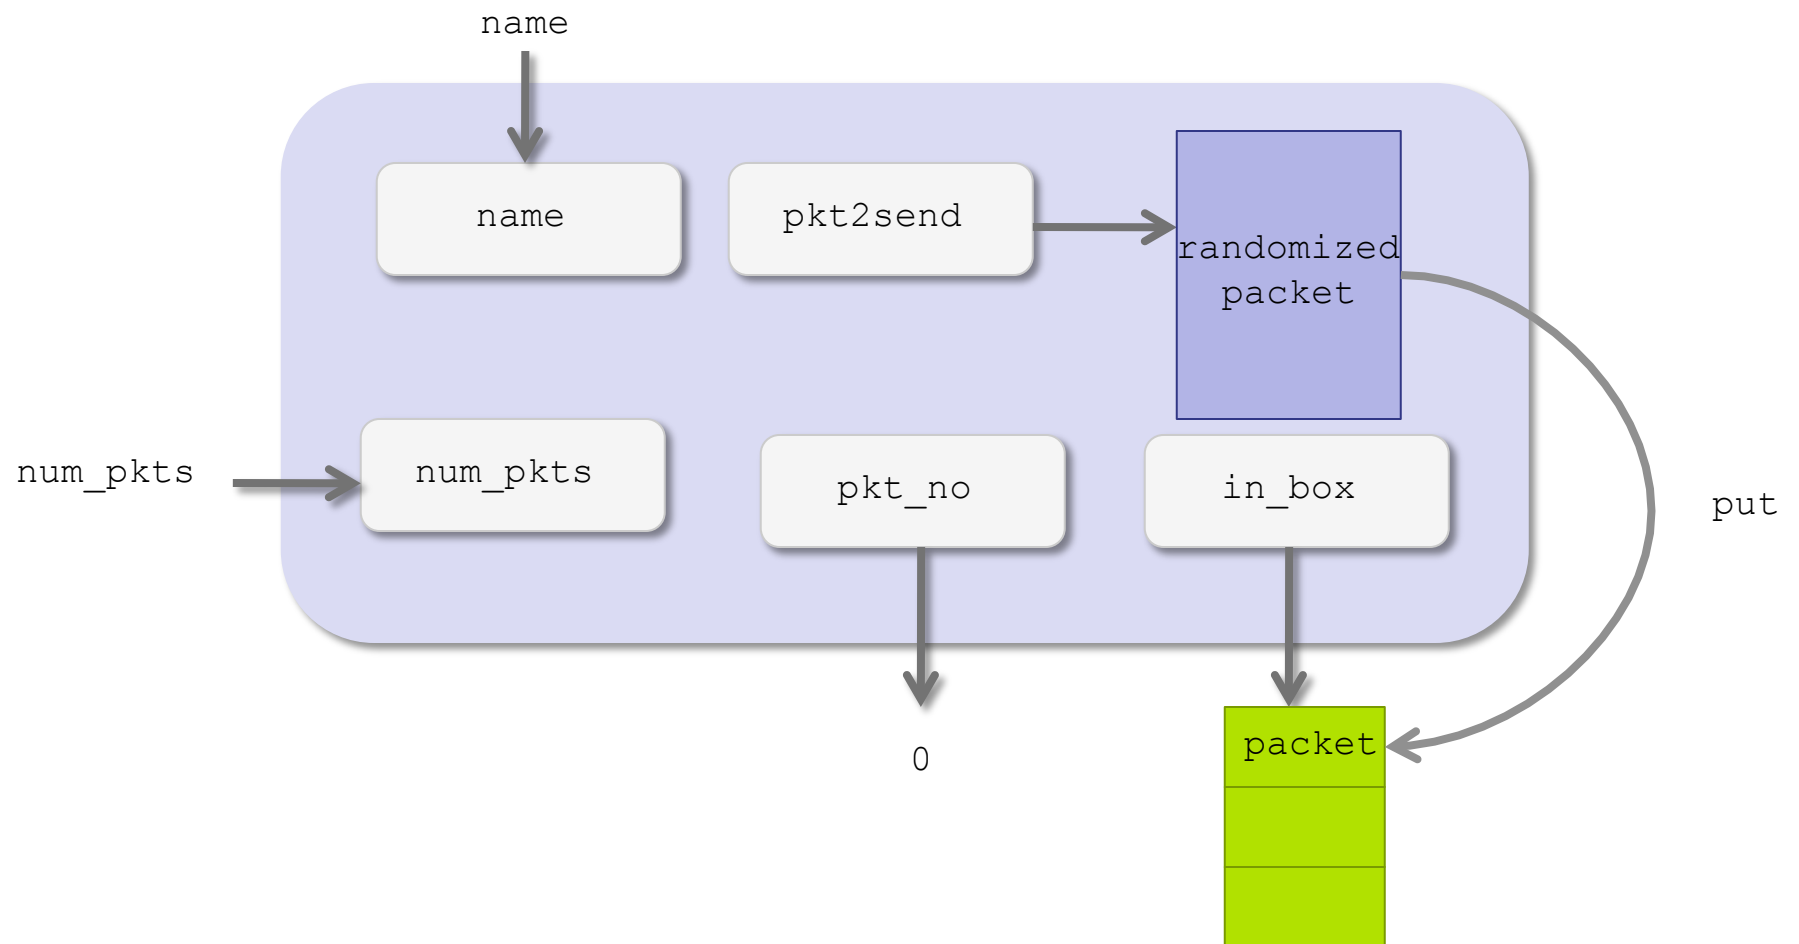 name
name
pkt2send
randomized
packet
num_pkts
num_pkts
pkt_no
in_box
put
0
packet